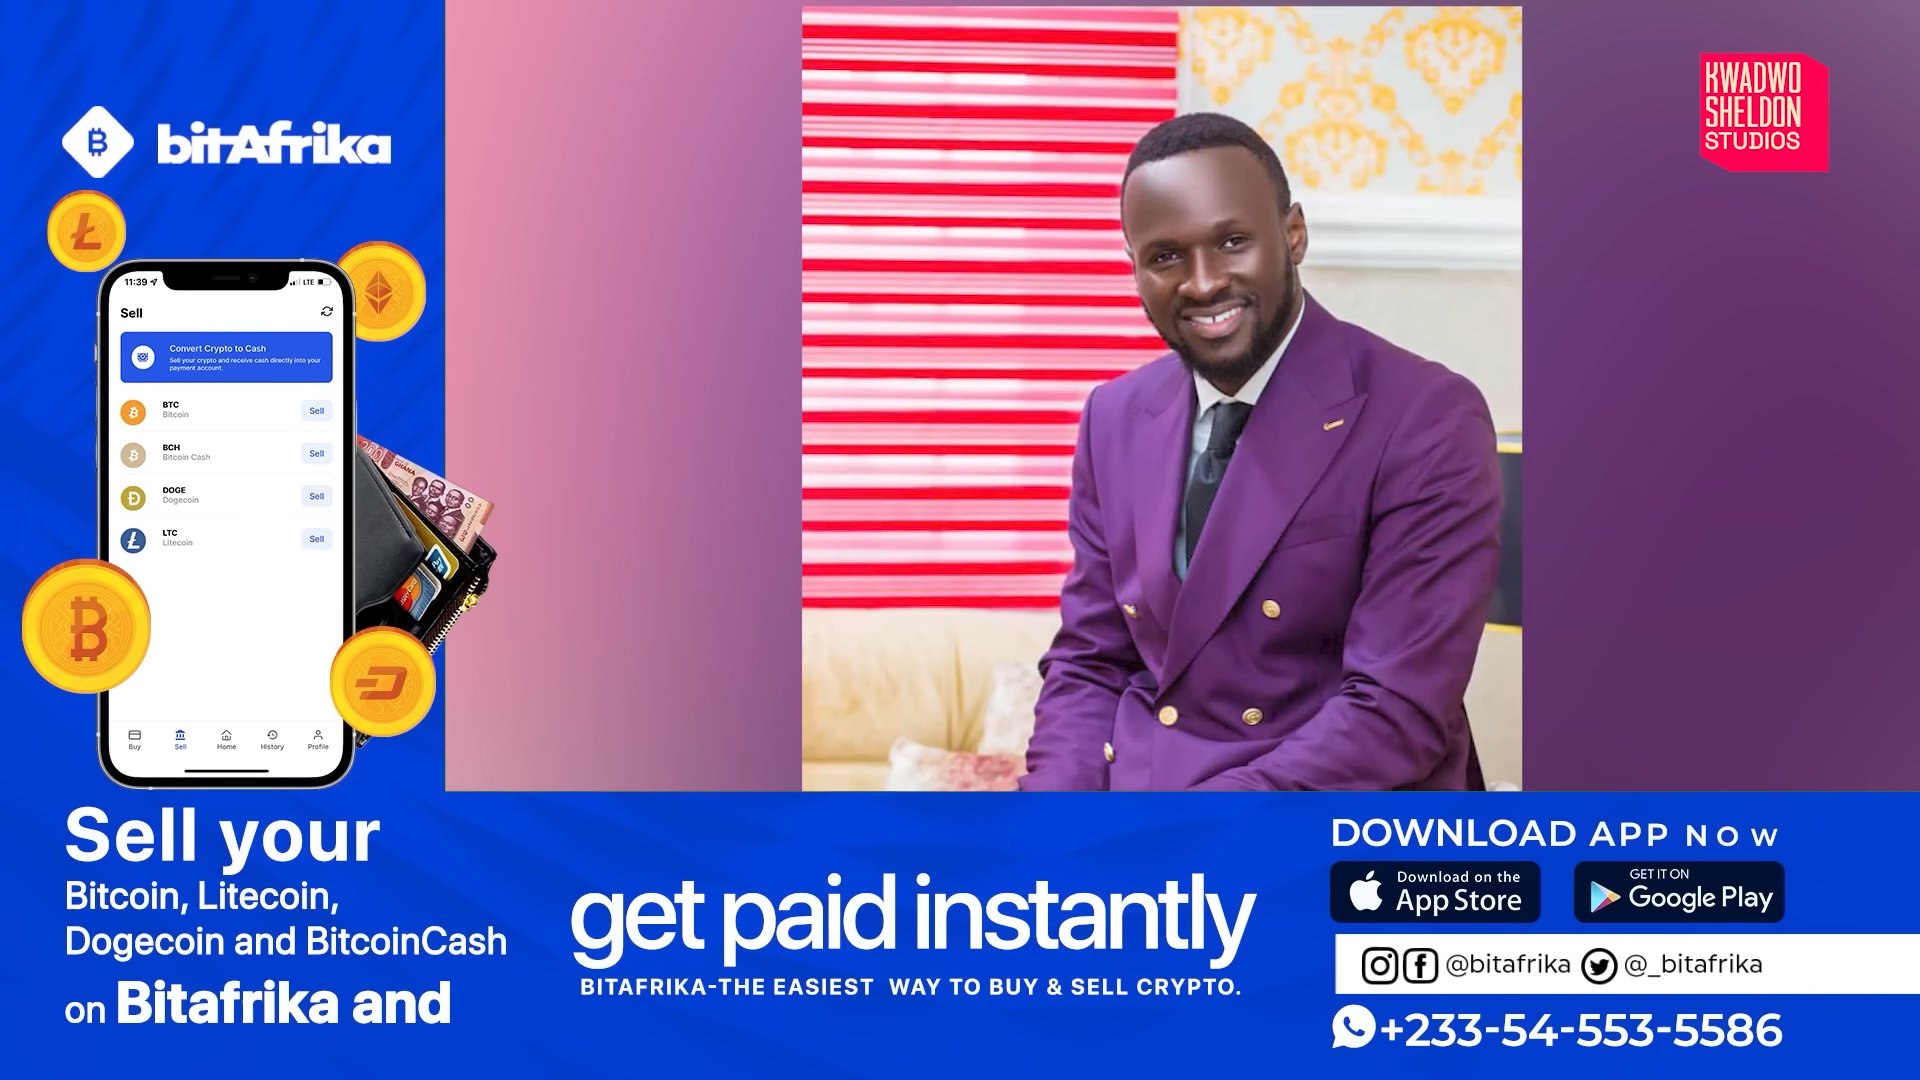 bitAfrika
KWADWO
SHELDON
STUDIOS
11:39
LTE
Sell
Convert Crypto to Cash
Sell your crypto and receive cash directly into your
payment account.
BTC
Bitcoin
Sell
BCH
Bitcoin Cash
Sell
DOGE
Dogecoin
Sell
LTC
Litecoin
Sell
GHANA
Buy
Sell
Home
History
Profile
Sell your
Bitcoin, Litecoin,
Dogecoin and BitcoinCash
on Bitafrika and
get paid instantly
BITAFRIKA-THE EASIEST WAY TO BUY & SELL CRYPTO.
DOWNLOAD APP NOW
Download on the
App Store
GET IT ON
Google Play
@bitafrika @_bitafrika
+233-54-553-5586